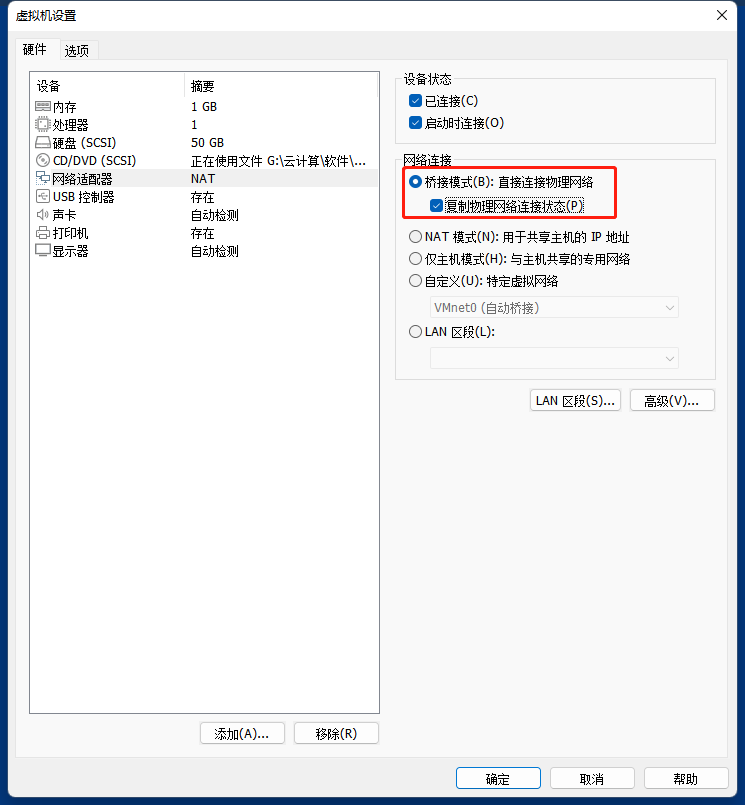 虚拟机设置
硬件 选项
设备 摘要
内存 1 GB
处理器 1
硬盘 (SCSI) 50 GB
CD/DVD (SCSI) 正在使用文件 G:\云计算\软件\...
网络适配器 NAT
USB 控制器 存在
声卡 自动检测
打印机 存在
显示器 自动检测
添加(A)... 移除(R)
设备状态
已连接(C)
启动时连接(O)
网络连接
桥接模式(B): 直接连接物理网络
复制物理网络连接状态(P)
NAT 模式(N): 用于共享主机的 IP 地址
仅主机模式(H): 与主机共享的专用网络
自定义(U): 特定虚拟网络
VMnet0 (自动桥接)
LAN 区段(L):
LAN 区段(S)... 高级(V)...
确定 取消 帮助